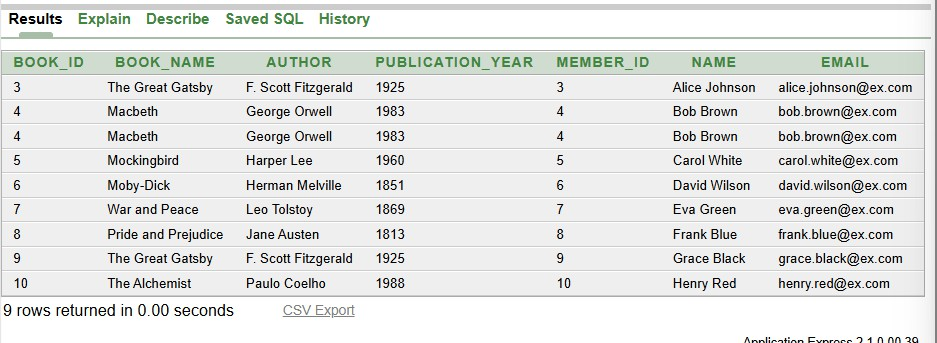 Results Explain Describe Saved SQL History
BOOK_ID BOOK_NAME AUTHOR PUBLICATION_YEAR MEMBER_ID NAME EMAIL
3 The Great Gatsby F. Scott Fitzgerald 1925 3 Alice Johnson alice.johnson@ex.com
4 Macbeth George Orwell 1983 4 Bob Brown bob.brown@ex.com
4 Macbeth George Orwell 1983 4 Bob Brown bob.brown@ex.com
5 Mockingbird Harper Lee 1960 5 Carol White carol.white@ex.com
6 Moby-Dick Herman Melville 1851 6 David Wilson david.wilson@ex.com
7 War and Peace Leo Tolstoy 1869 7 Eva Green eva.green@ex.com
8 Pride and Prejudice Jane Austen 1813 8 Frank Blue frank.blue@ex.com
9 The Great Gatsby F. Scott Fitzgerald 1925 9 Grace Black grace.black@ex.com
10 The Alchemist Paulo Coelho 1988 10 Henry Red henry.red@ex.com
9 rows returned in 0.00 seconds CSV Export
Application Express 2.1.0.00.39